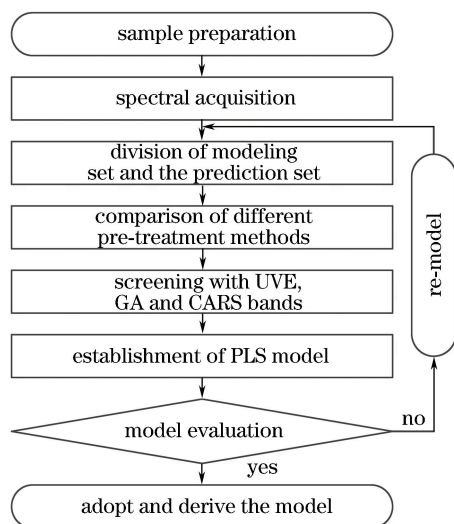 sample preparation
spectral acquisition
division of modeling
set and the prediction set
comparison of different
pre-treatment methods
screening with UVE,
GA and CARS bands
establishment of PLS model
model evaluation
no
re-model
yes
adopt and derive the model